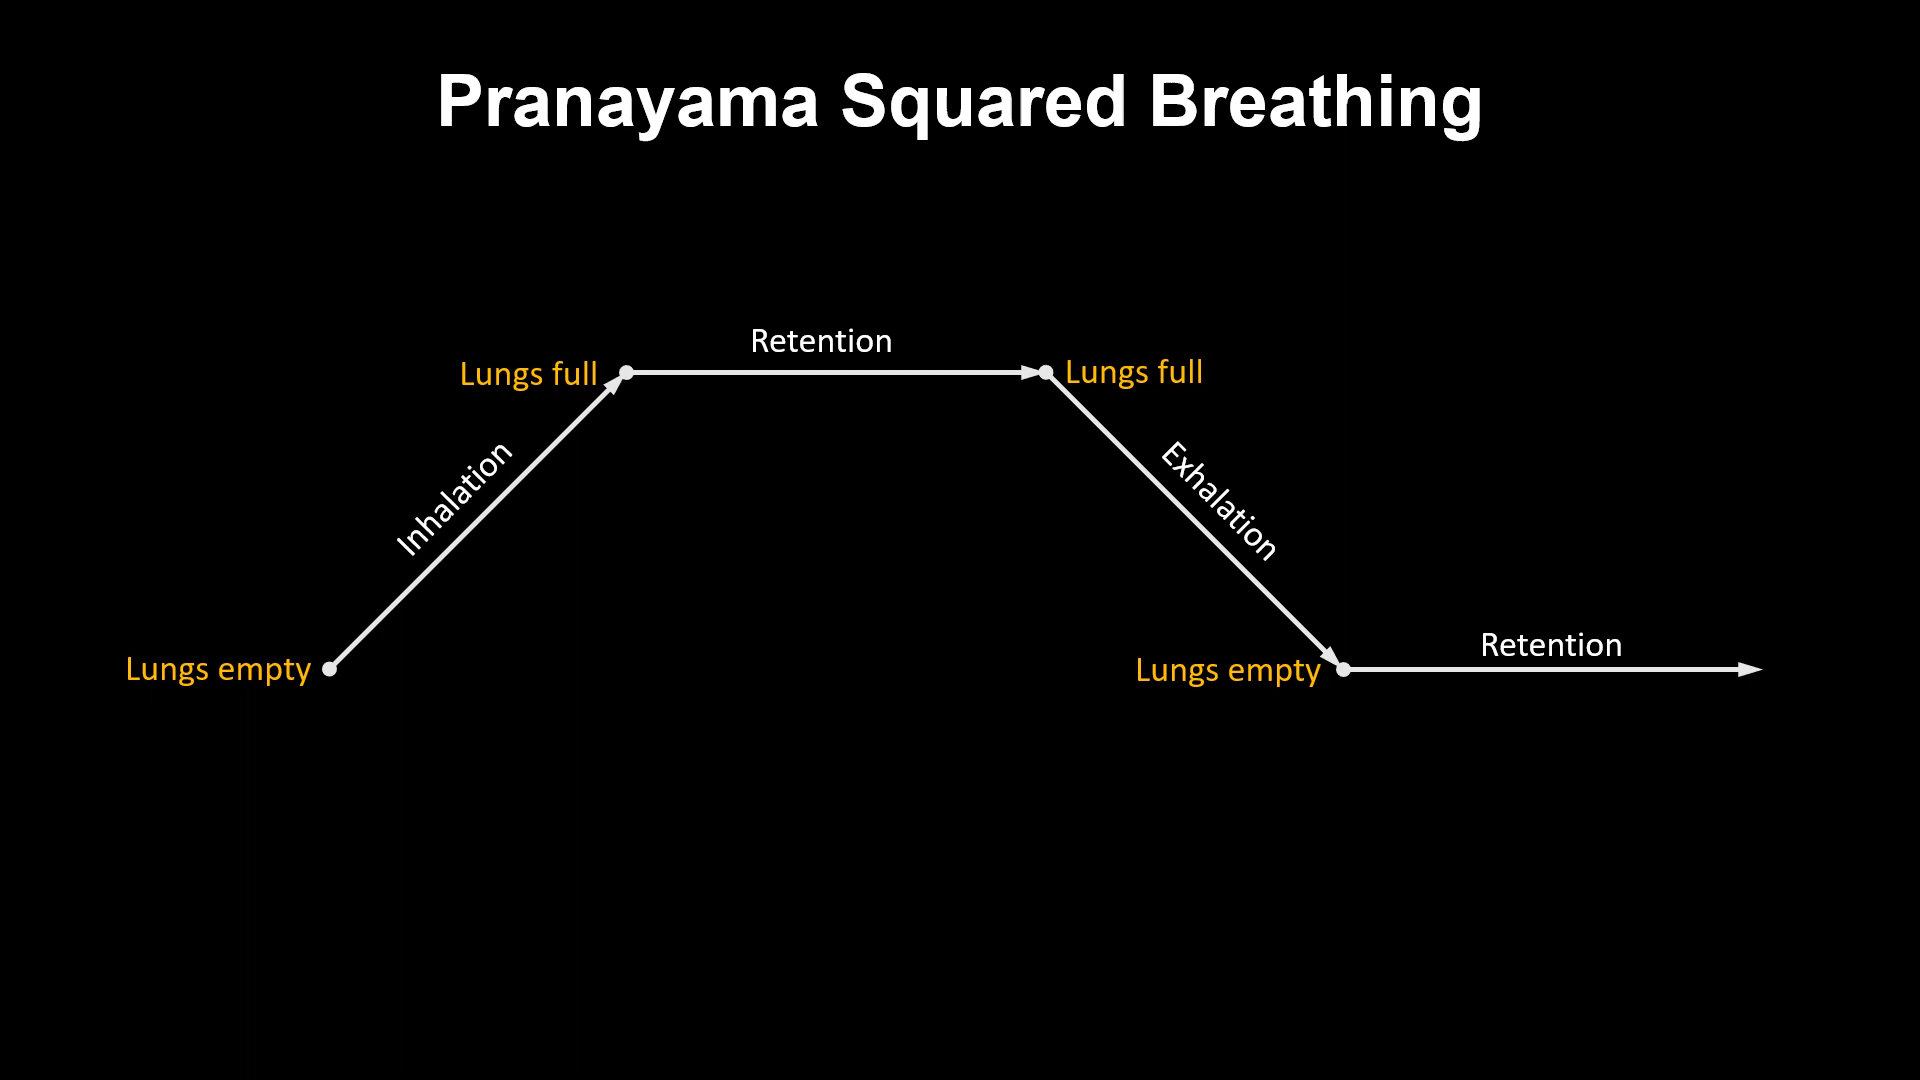 Pranayama Squared Breathing
Retention
Lungs full
Lungs full
Inhalation
Exhalation
Retention
Lungs empty
Lungs empty